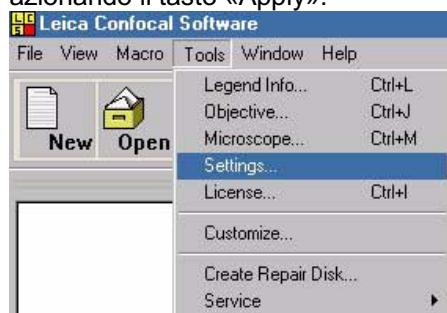 azionando il tasto «Apply».
Leica Confocal Software
File View Macro Tools Window Help
New Open
Legend Info... Ctrl+L
Objective... Ctrl+J
Microscope... Ctrl+M
Settings...
License... Ctrl+I
Customize...
Create Repair Disk...
Service